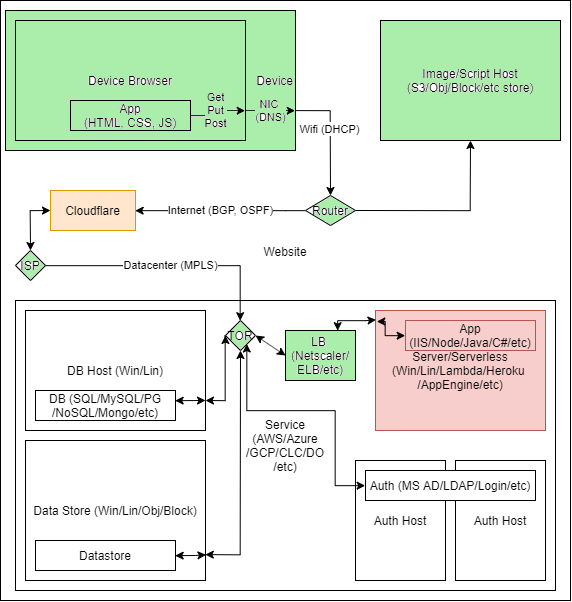 Device Browser
Device
App
(HTML, CSS, JS)
Get
Put
Post
NIC
(DNS)
Image/Script Host
(S3/Obj/Block/etc store)
Wifi (DHCP)
Cloudflare
Internet (BGP, OSPF)
Router
Website
ISP
Datacenter (MPLS)
TOR
LB
(Netscaler/
ELB/etc)
App
(IIS/Node/Java/C#/etc)
Server/Serverless
(Win/Lin/Lambda/Heroku
/AppEngine/etc)
DB Host (Win/Lin)
DB (SQL/MySQL/PG
/NoSQL/Mongo/etc)
Service
(AWS/Azure
/GCP/CLC/DO
/etc)
Data Store (Win/Lin/Obj/Block)
Datastore
Auth (MS AD/LDAP/Login/etc)
Auth Host
Auth Host